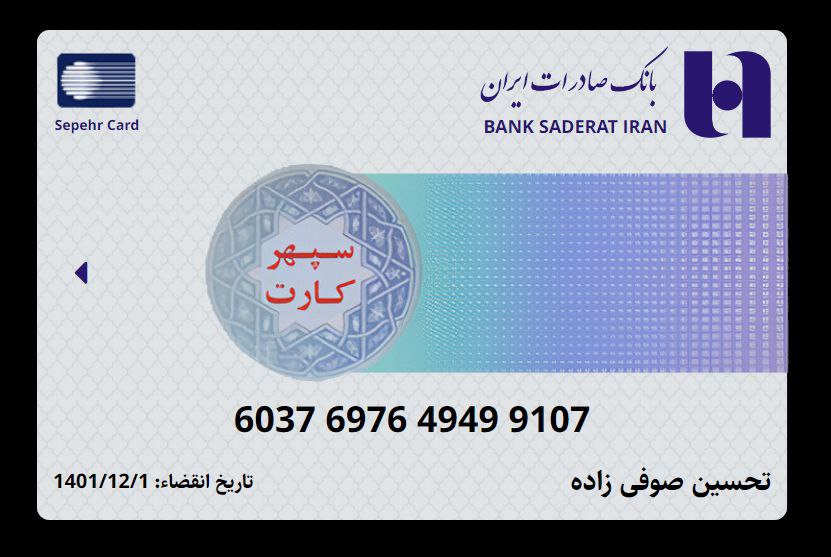 بانک صادرات ایران
BANK SADERAT IRAN
Sepehr Card
سپهر
کارت
6037 6976 4949 9107
تحسین صوفی زاده
تاریخ انقضاء: 1401/12/1